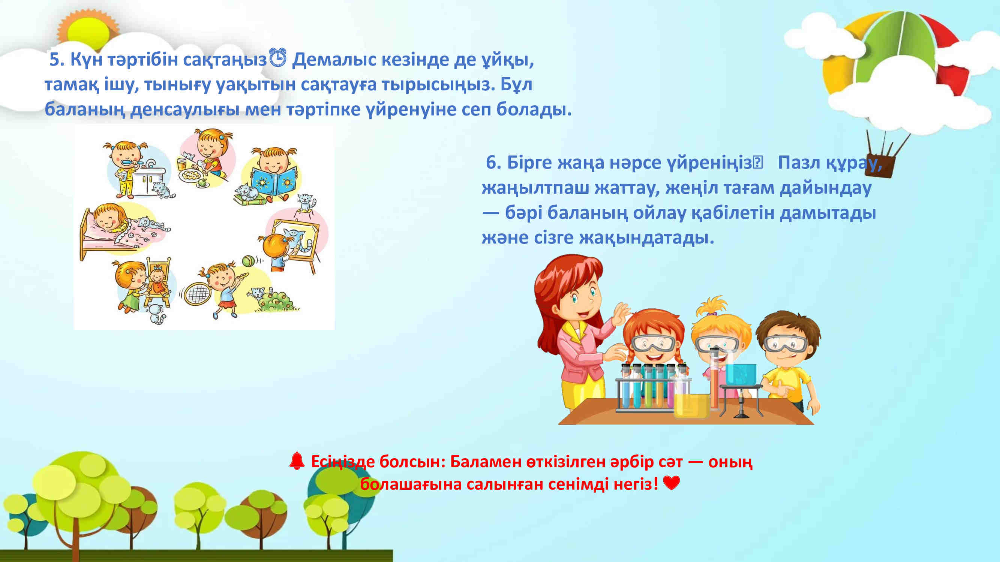 5. Күн тәртібін сақтаңыз⏰ Демалыс кезінде де ұйқы,
тамақ ішу, тынығу уақытын сақтауға тырысыңыз. Бұл
баланың денсаулығы мен тәртіпке үйренуіне сеп болады.
6. Бірге жаңа нәрсе үйреніңіз⍰ Пазл құрау,
жаңылтпаш жаттау, жеңіл тағам дайындау
— бәрі баланың ойлау қабілетін дамытады
және сізге жақындатады.
🔔 Есіңізде болсын: Баламен өткізілген әрбір сәт — оның
болашағына салынған сенімді негіз! ❤